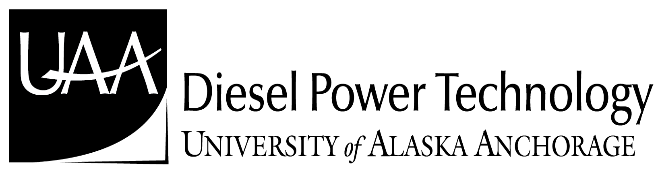 UAA
Diesel Power Technology
UNIVERSITY of ALASKA ANCHORAGE